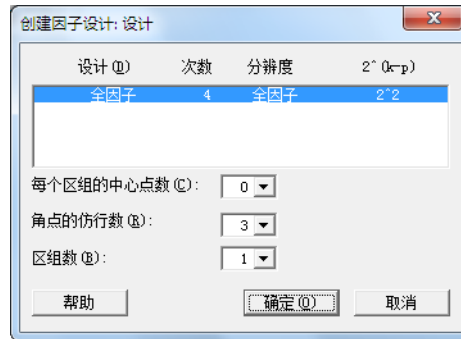 创建因子设计: 设计
设计(D) 次数 分辨度 2^(k-p)
全因子 4 全因子 2^2
每个区组的中心点数(C): 0
角点的仿行数(R): 3
区组数(B): 1
帮助 确定(O) 取消